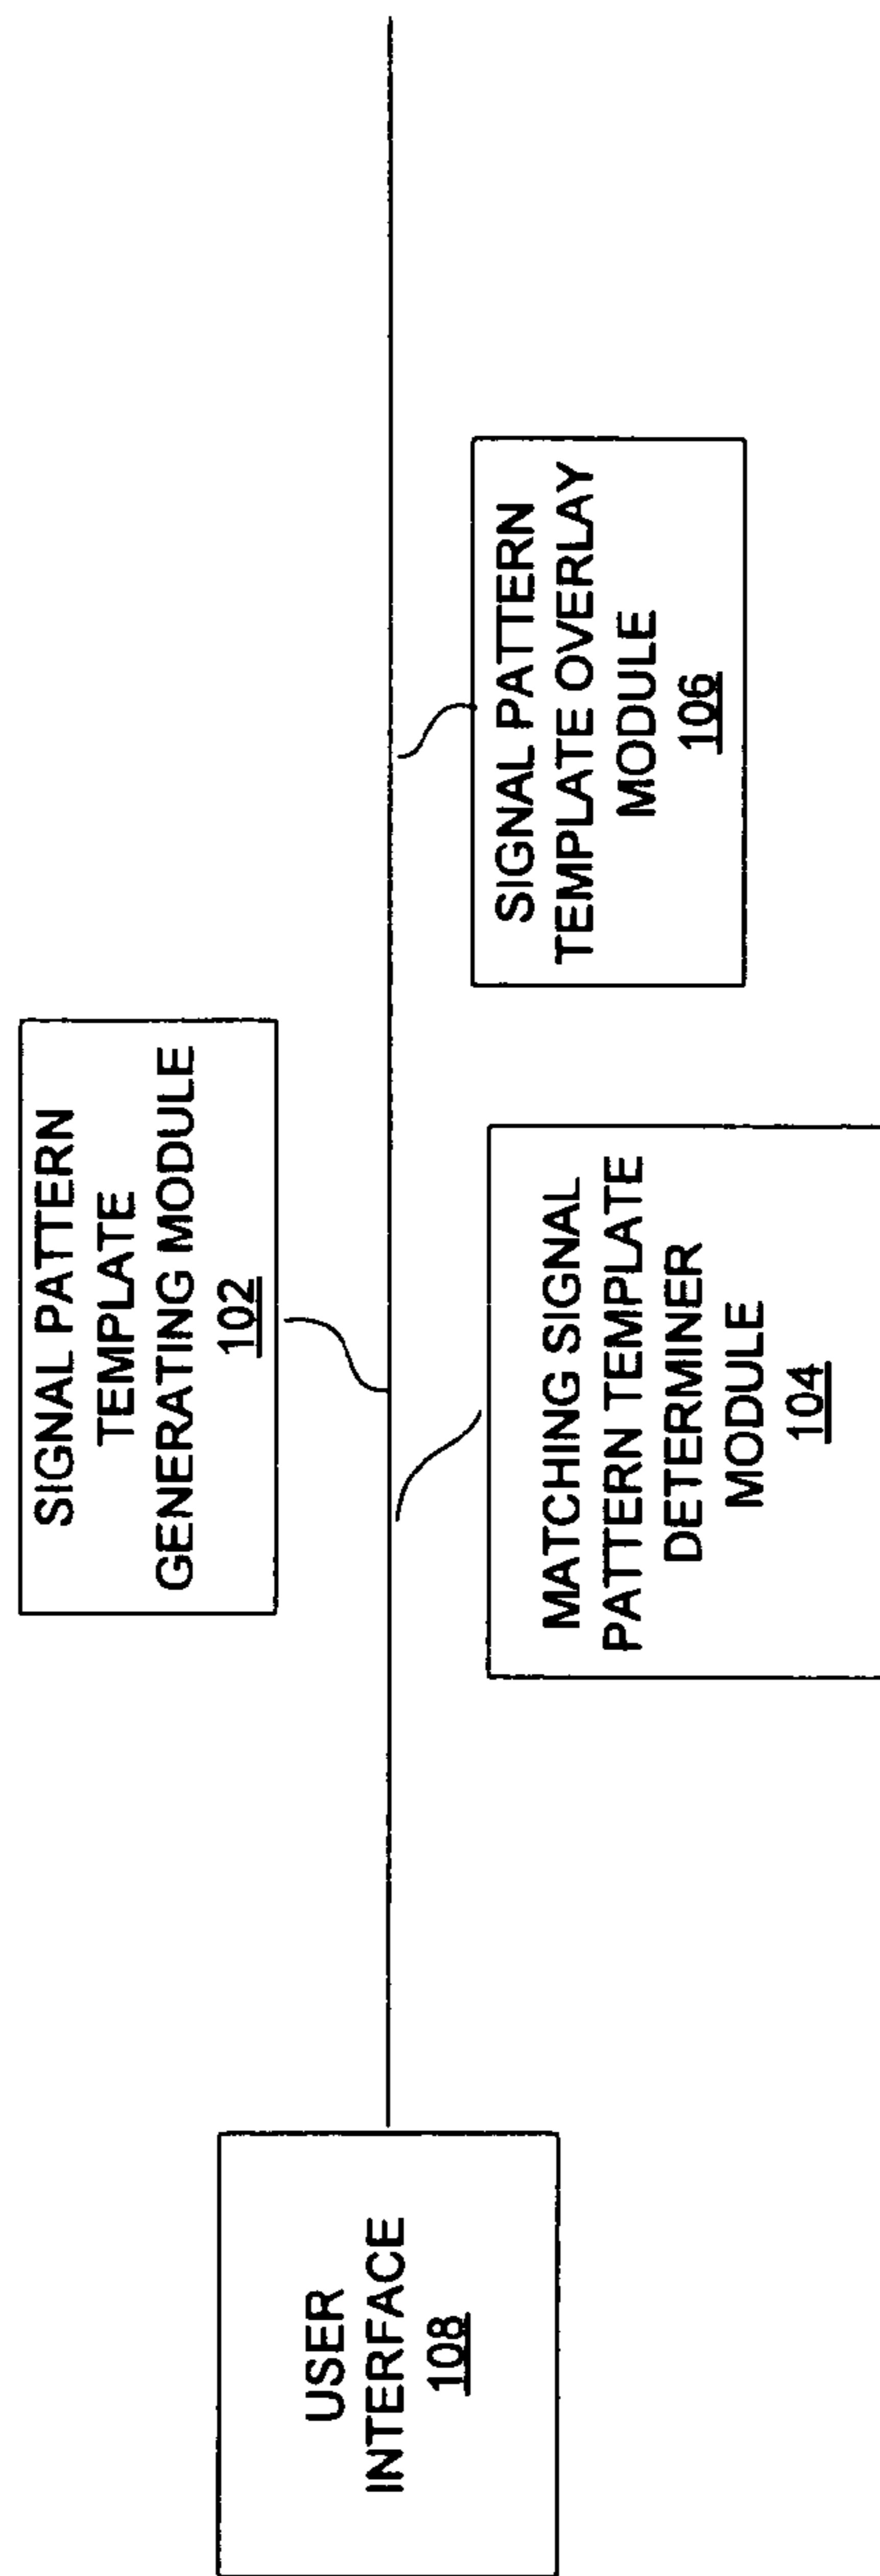 SIGNAL PATTERN
TEMPLATE
GENERATING MODULE
102
USER
INTERFACE
108
SIGNAL PATTERN
TEMPLATE OVERLAY
MODULE
106
MATCHING SIGNAL
PATTERN TEMPLATE
DETERMINER
MODULE
104